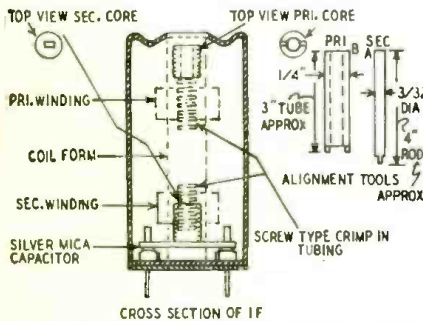 TOP VIEW SEC. CORE
TOP VIEW PRI. CORE
PRI
B
SEC
A
1/4"
3" TUBE
APPROX
3/32
DIA
4"
ROD
APPROX
PRI. WINDING
COIL FORM
SEC. WINDING
SILVER MICA
CAPACITOR
ALIGNMENT TOOLS
SCREW TYPE CRIMP IN
TUBING
CROSS SECTION OF IF